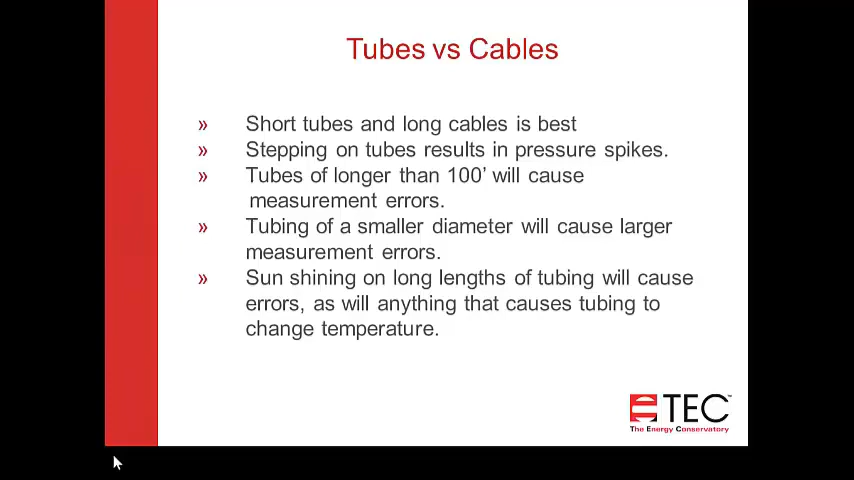 Tubes vs Cables
» Short tubes and long cables is best
» Stepping on tubes results in pressure spikes.
» Tubes of longer than 100’ will cause
measurement errors.
» Tubing of a smaller diameter will cause larger
measurement errors.
» Sun shining on long lengths of tubing will cause
errors, as will anything that causes tubing to
change temperature.
TEC™
The Energy Conservatory